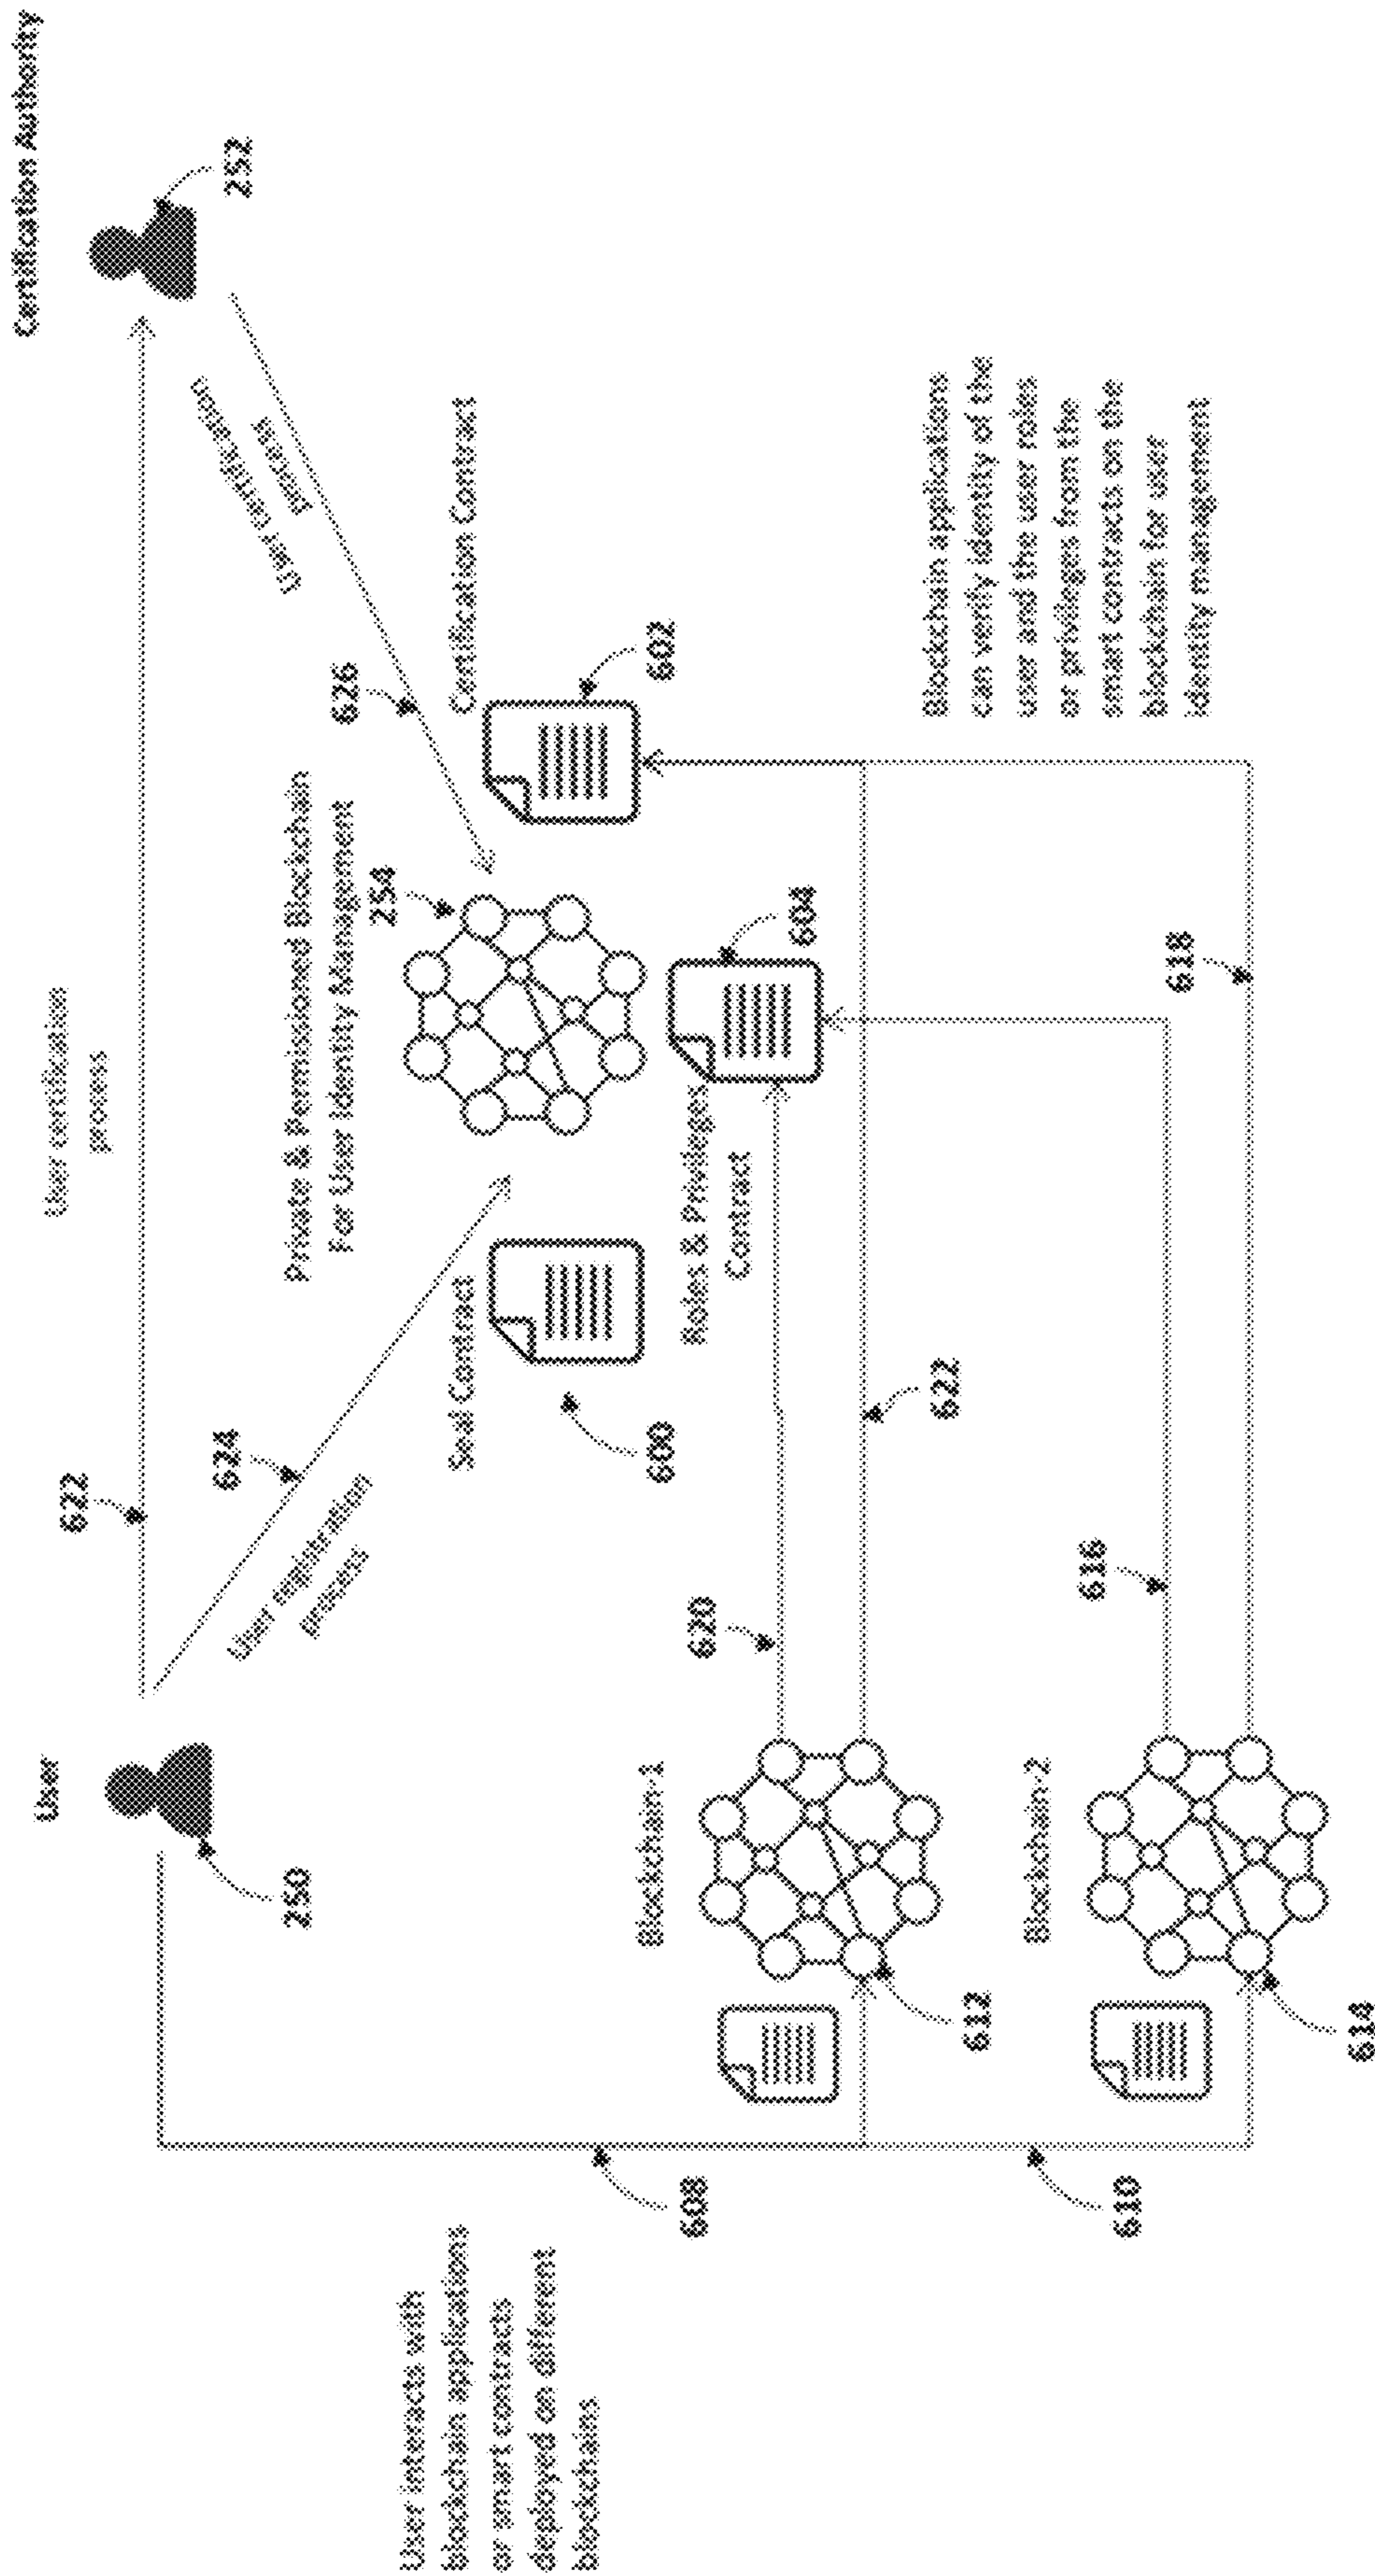 Certification Authority
252
User certification
process
User
622
250
624
User registration
process
User certification
process
626
Private & Permissioned Blockchain
For User Identity Management
254
Seal Contract
600
Certification Contract
602
Roles & Privileges
Contract
604
User interacts with
blockchain applications
or smart contracts
deployed on different
blockchains
608
610
Blockchain-1
612
620
622
Blockchain-2
614
616
618
Blockchain applications
can verify identity of the
user and the user roles
or privileges from the
smart contracts on the
blockchain for user
identity management